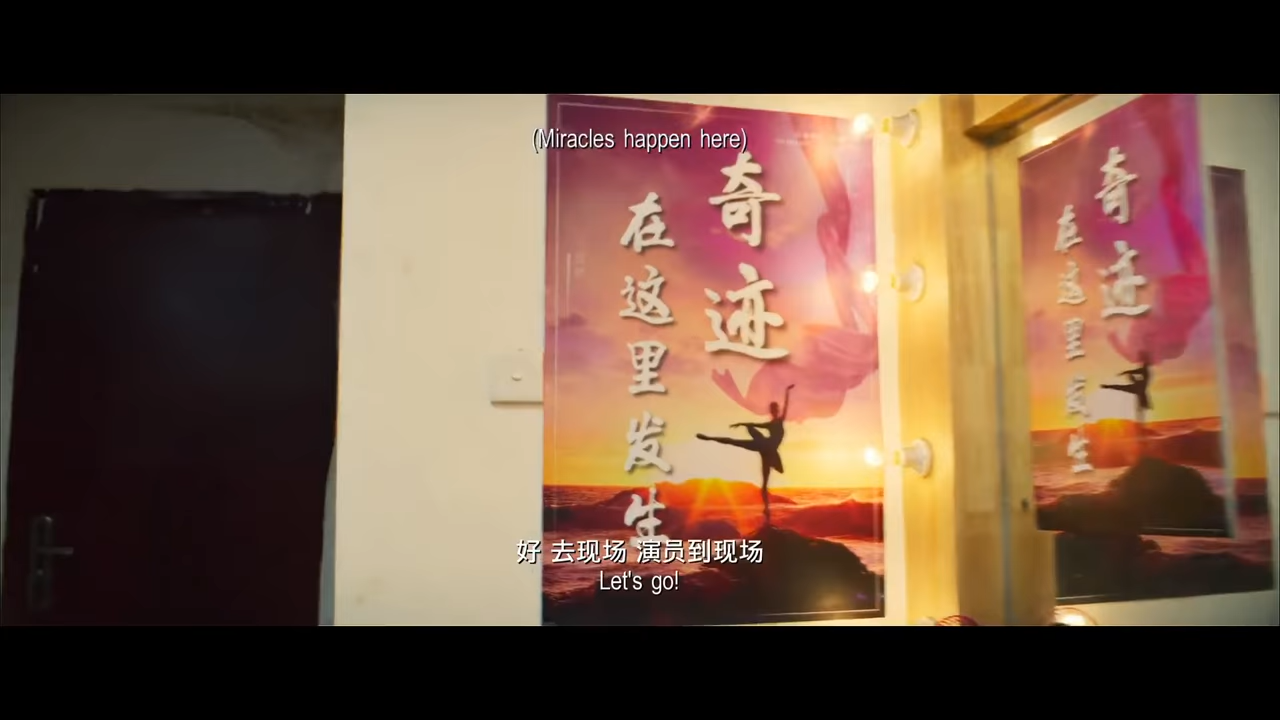 (Miracles happen here)
奇迹
在这里发生
奇迹
在这里发生
好 去现场 演员到现场
Let's go!